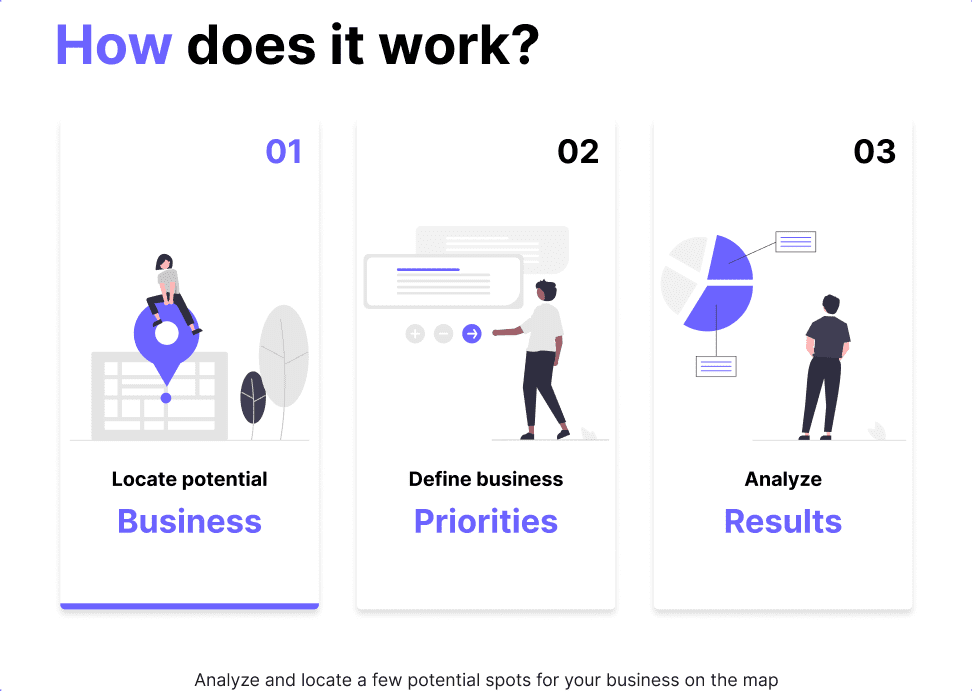 How does it work?
01
02
03
Locate potential
Business
Define business
Priorities
Analyze
Results
Analyze and locate a few potential spots for your business on the map